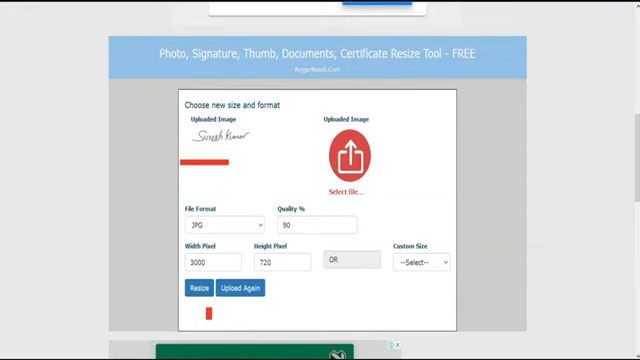 Photo, Signature, Thumb, Documents, Certificate Resize Tool - FREE
RojgarResult.Com
Choose new size and format
Uploaded Image
Uploaded Image
Suresh Kumar
Select file...
File Format
Quality %
JPG
90
Width Pixel
Height Pixel
Custom Size
3000
720
OR
--Select--
Resize
Upload Again